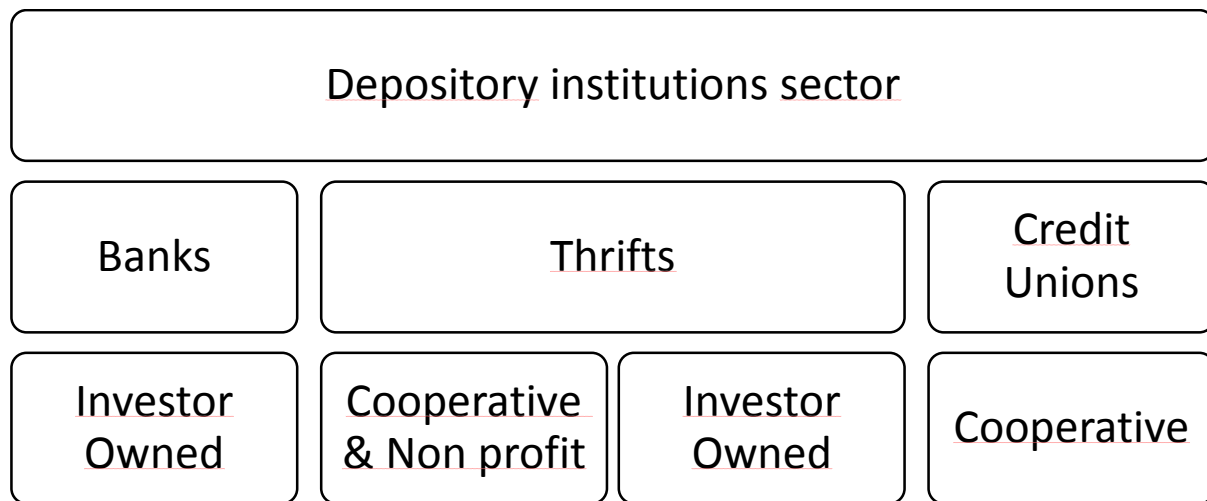 Depository institutions sector
Banks
Thrifts
Credit
Unions
Investor
Owned
Cooperative
& Non profit
Investor
Owned
Cooperative